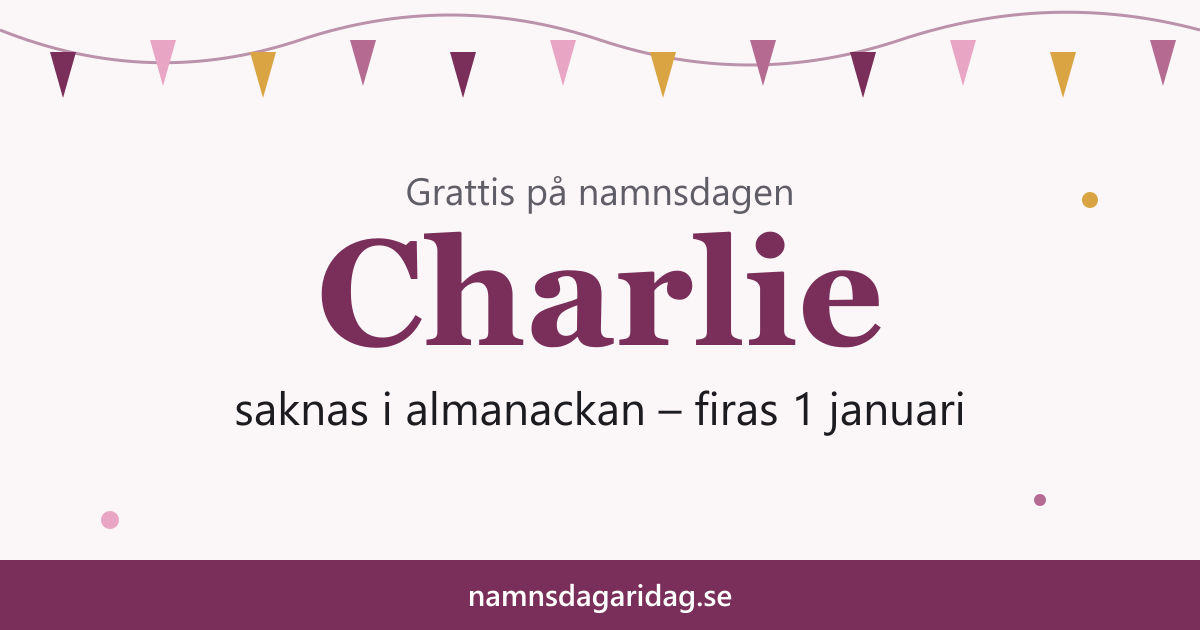 Grattis på namnsdagen
Charlie
saknas i almanackan – firas 1 januari
namnsdagaridag.se